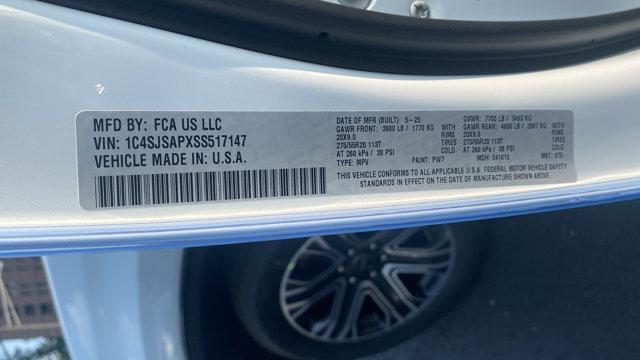 MFD BY: FCA US LLC
VIN: 1C4SJSAPXSS517147
VEHICLE MADE IN: U.S.A.
DATE OF MFR (BUILT): 5-25
GAWR FRONT: 3900 LB / 1770 KG WITH
20X9.0 RIMS
275/55R20 113T TIRES
AT 260 kPa / 38 PSI COLD
TYPE: MPV PAINT: PW7
GVWR: 7700 LB / 3493 KG
GAWR REAR: 4600 LB / 2087 KG WITH
20X9.0 RIMS
275/55R20 113T TIRES
AT 260 kPa / 38 PSI COLD
MDH: 041010 MKT: 875
THIS VEHICLE CONFORMS TO ALL APPLICABLE U.S.A. FEDERAL MOTOR VEHICLE SAFETY
STANDARDS IN EFFECT ON THE DATE OF MANUFACTURE SHOWN ABOVE.